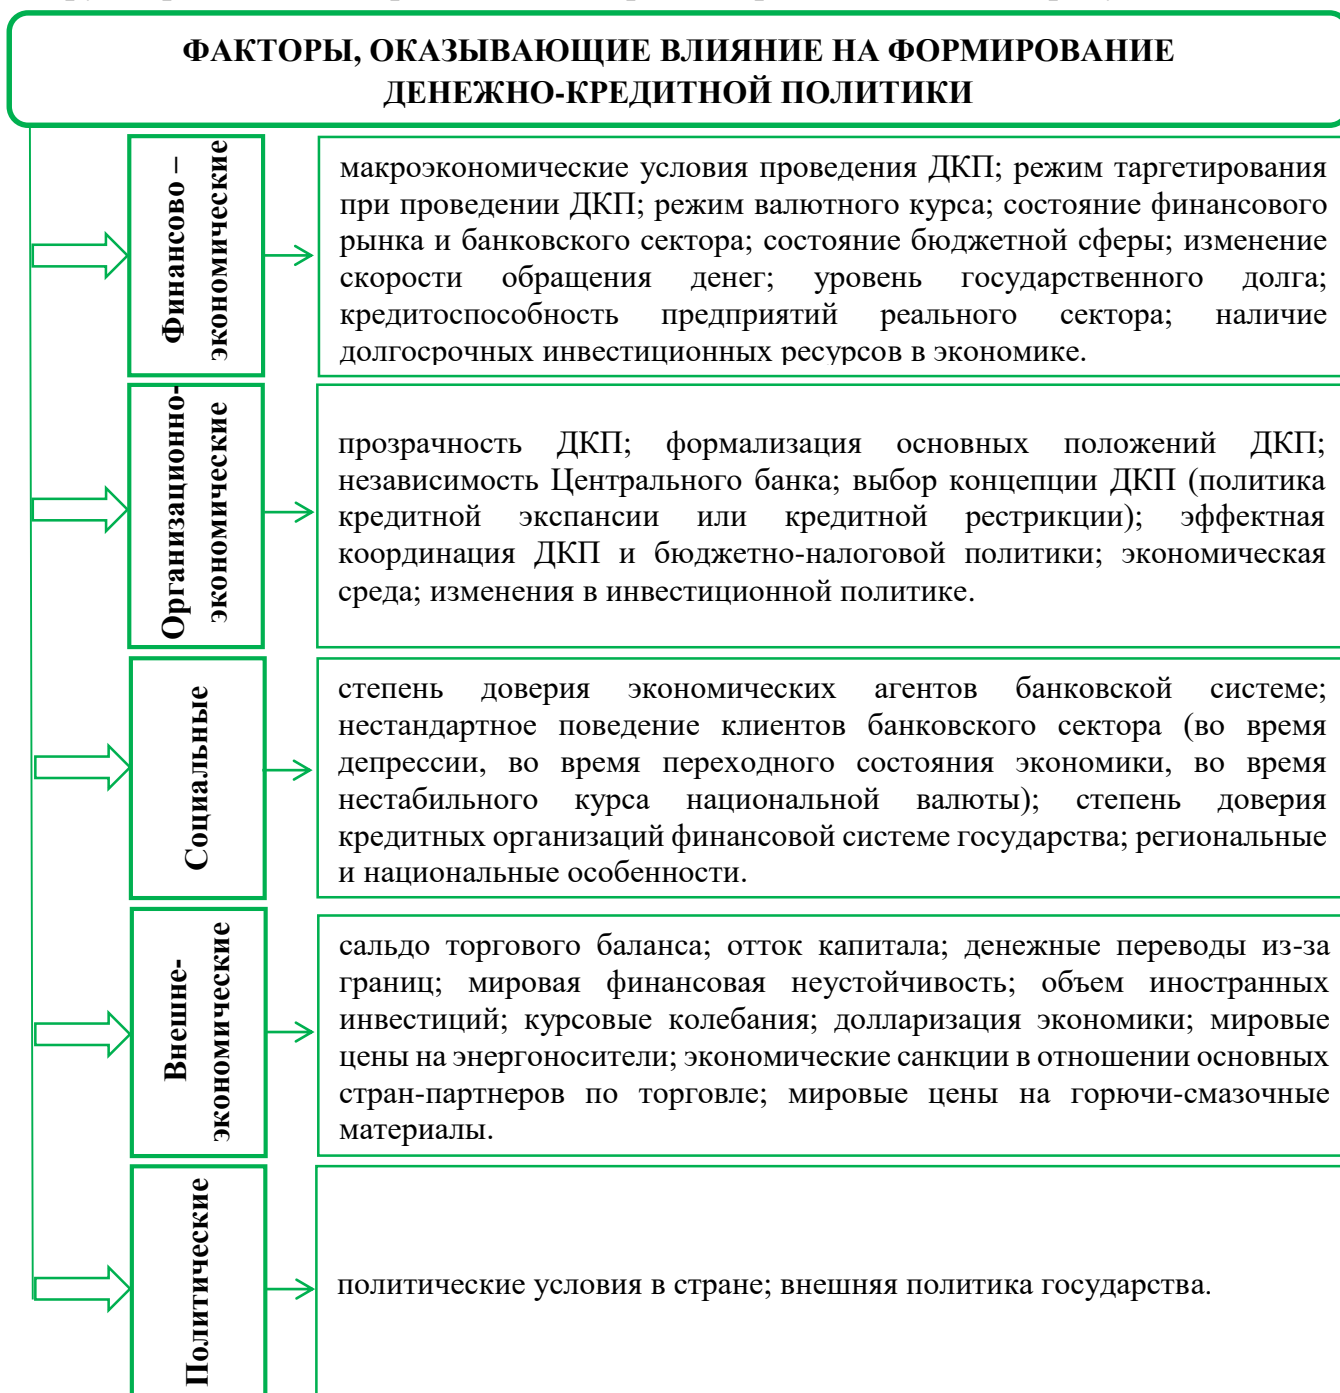 ФАКТОРЫ, ОКАЗЫВАЮЩИЕ ВЛИЯНИЕ НА ФОРМИРОВАНИЕ
ДЕНЕЖНО-КРЕДИТНОЙ ПОЛИТИКИ
Финансово –
экономические
макроэкономические условия проведения ДКП; режим таргетирования
при проведении ДКП; режим валютного курса; состояние финансового
рынка и банковского сектора; состояние бюджетной сферы; изменение
скорости обращения денег; уровень государственного долга;
кредитоспособность предприятий реального сектора; наличие
долгосрочных инвестиционных ресурсов в экономике.
Организационно-
экономические
прозрачность ДКП; формализация основных положений ДКП;
независимость Центрального банка; выбор концепции ДКП (политика
кредитной экспансии или кредитной рестрикции); эффектная
координация ДКП и бюджетно-налоговой политики; экономическая
среда; изменения в инвестиционной политике.
Социальные
степень доверия экономических агентов банковской системе;
нестандартное поведение клиентов банковского сектора (во время
депрессии, во время переходного состояния экономики, во время
нестабильного курса национальной валюты); степень доверия
кредитных организаций финансовой системе государства; региональные
и национальные особенности.
Внешне-
экономические
сальдо торгового баланса; отток капитала; денежные переводы из-за
границ; мировая финансовая неустойчивость; объем иностранных
инвестиций; курсовые колебания; долларизация экономики; мировые
цены на энергоносители; экономические санкции в отношении основных
стран-партнеров по торговле; мировые цены на горючи-смазочные
материалы.
Политические
политические условия в стране; внешняя политика государства.